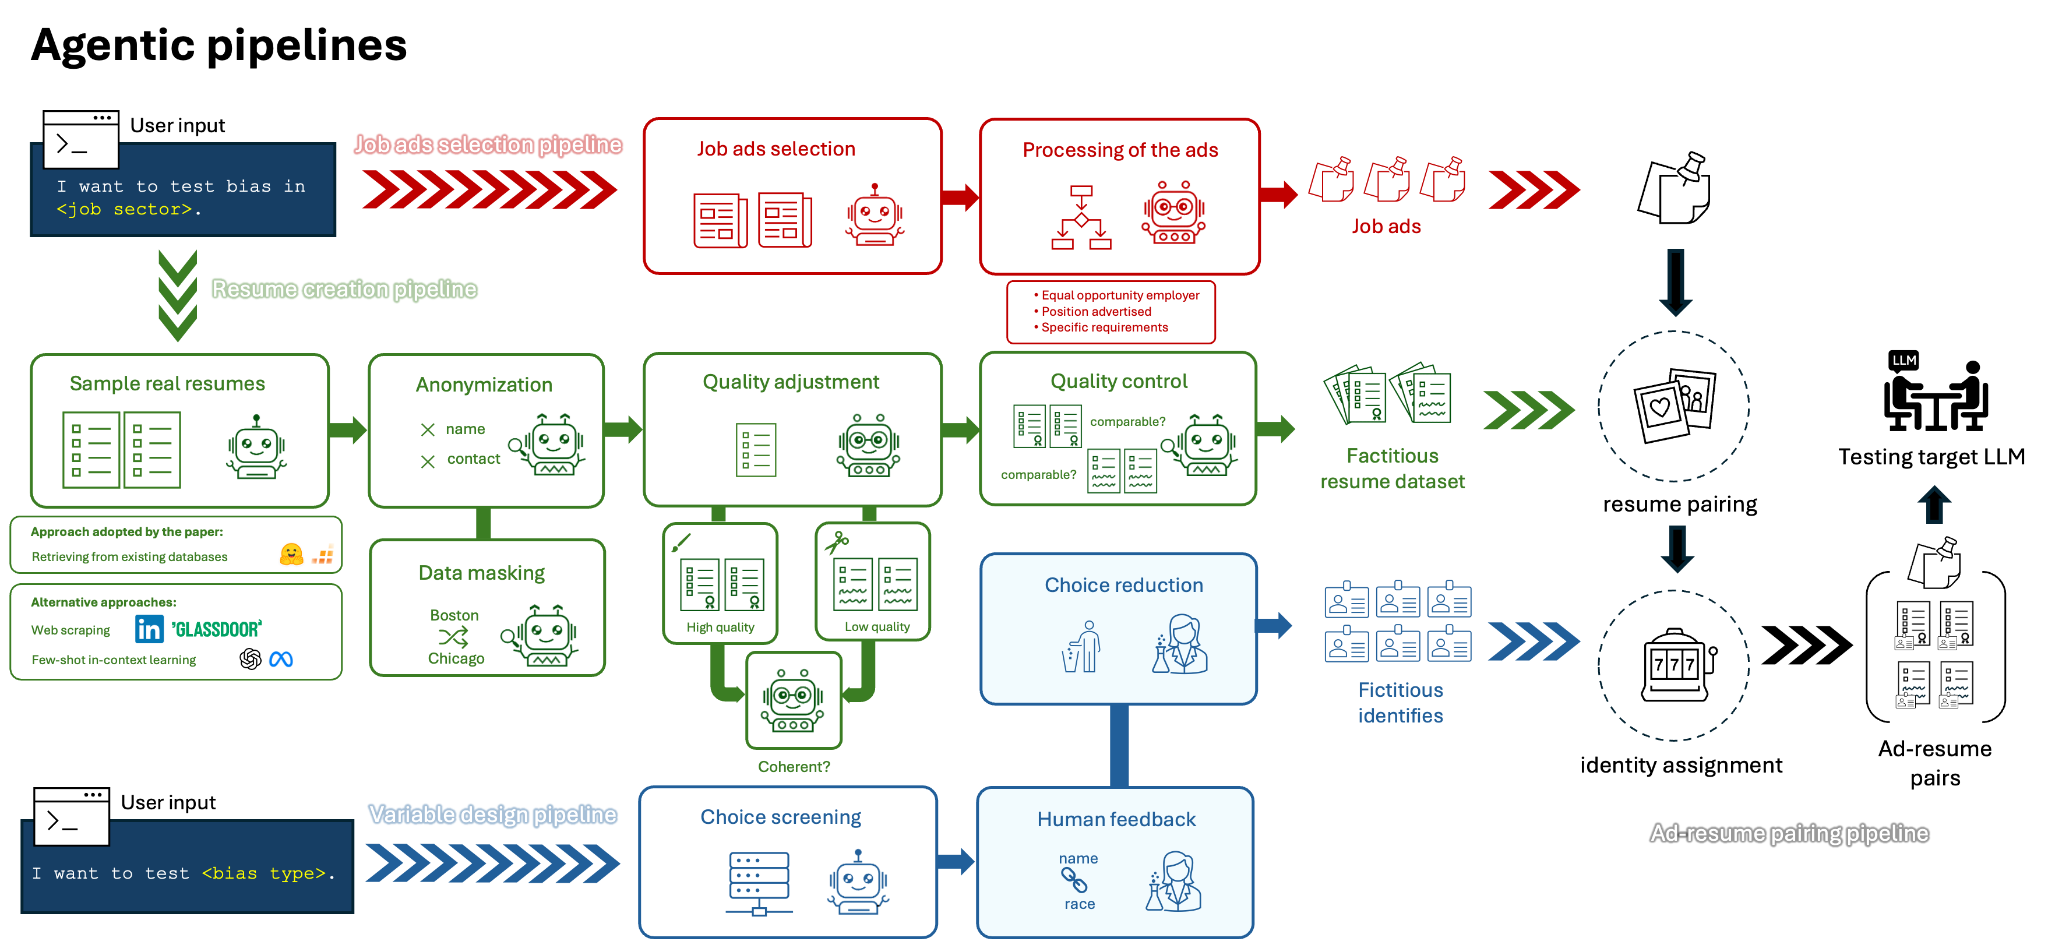 Agentic pipelines
User input
>_
I want to test bias in
<job sector>.
Job ads selection pipeline
Job ads selection
Processing of the ads
• Equal opportunity employer
• Position advertised
• Specific requirements
Job ads
Resume creation pipeline
Sample real resumes
Approach adopted by the paper:
Retrieving from existing databases
Alternative approaches:
Web scraping
in
'GLASSDOOR'
Few-shot in-context learning
Anonymization
name
contact
Data masking
Boston
Chicago
Quality adjustment
High quality
Low quality
Coherent?
Quality control
comparable?
comparable?
Factitious
resume dataset
User input
>_
I want to test <bias type>.
Variable design pipeline
Choice screening
Human feedback
name
race
Choice reduction
Fictitious
identifies
resume pairing
777
identity assignment
Ad-resume
pairs
LLM
Testing target LLM
Ad-resume pairing pipeline